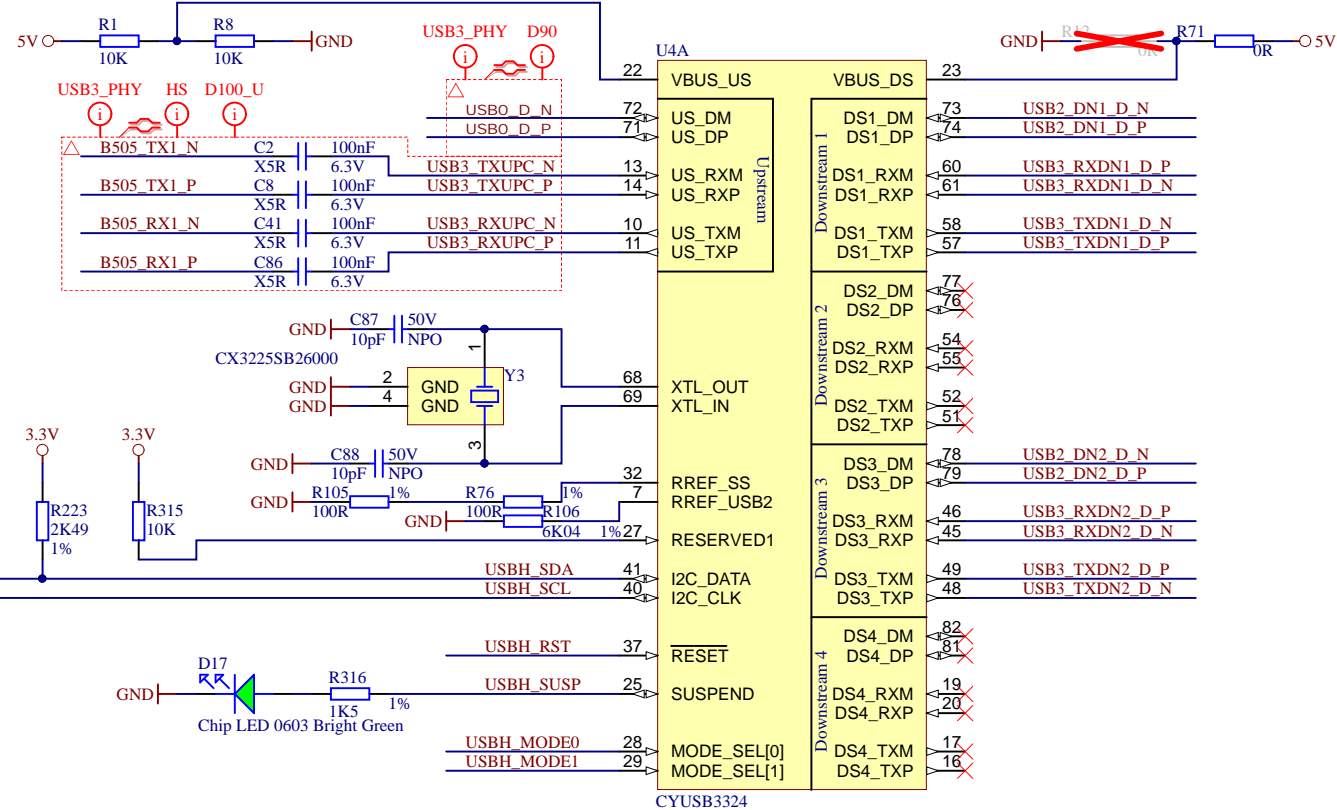 R1
R8
5V
GND
10K
10K
USB3_PHY
D90
U4A
GND
R12
0R
R71
0R
5V
22
VBUS_US
VBUS_DS
23
USB3_PHY
HS
D100_U
USB0_D_N
72
US_DM
DS1_DM
73
USB2_DN1_D_N
USB0_D_P
71
US_DP
DS1_DP
74
USB2_DN1_D_P
B505_TX1_N
C2
100nF
X5R
6.3V
USB3_TXUPC_N
13
US_RXM
DS1_RXM
60
USB3_RXDN1_D_P
B505_TX1_P
C8
100nF
X5R
6.3V
USB3_TXUPC_P
14
US_RXP
DS1_RXP
61
USB3_RXDN1_D_N
B505_RX1_N
C41
100nF
X5R
6.3V
USB3_RXUPC_N
10
US_TXM
DS1_TXM
58
USB3_TXDN1_D_N
B505_RX1_P
C86
100nF
X5R
6.3V
USB3_RXUPC_P
11
US_TXP
DS1_TXP
57
USB3_TXDN1_D_P
Upstream
Downstream 1
DS2_DM
77
DS2_DP
76
DS2_RXM
54
DS2_RXP
55
DS2_TXM
52
DS2_TXP
51
Downstream 2
GND
C87
50V
10pF
NPO
CX3225SB26000
1
Y3
GND
2
GND
GND
4
GND
3
68
XTL_OUT
69
XTL_IN
GND
C88
50V
10pF
NPO
3.3V
3.3V
R223
2K49
1%
R315
10K
GND
R105
1%
100R
R76
1%
100R
32
RREF_SS
GND
R106
6K04
1%
7
RREF_USB2
27
RESERVED1
USBH_SDA
41
I2C_DATA
USBH_SCL
40
I2C_CLK
DS3_DM
78
USB2_DN2_D_N
DS3_DP
79
USB2_DN2_D_P
DS3_RXM
46
USB3_RXDN2_D_P
DS3_RXP
45
USB3_RXDN2_D_N
DS3_TXM
49
USB3_TXDN2_D_P
DS3_TXP
48
USB3_TXDN2_D_N
Downstream 3
USBH_RST
37
RESET
D17
GND
R316
1K5
1%
USBH_SUSP
25
SUSPEND
Chip LED 0603 Bright Green
USBH_MODE0
28
MODE_SEL[0]
USBH_MODE1
29
MODE_SEL[1]
DS4_DM
82
DS4_DP
81
DS4_RXM
19
DS4_RXP
20
DS4_TXM
17
DS4_TXP
16
Downstream 4
CYUSB3324